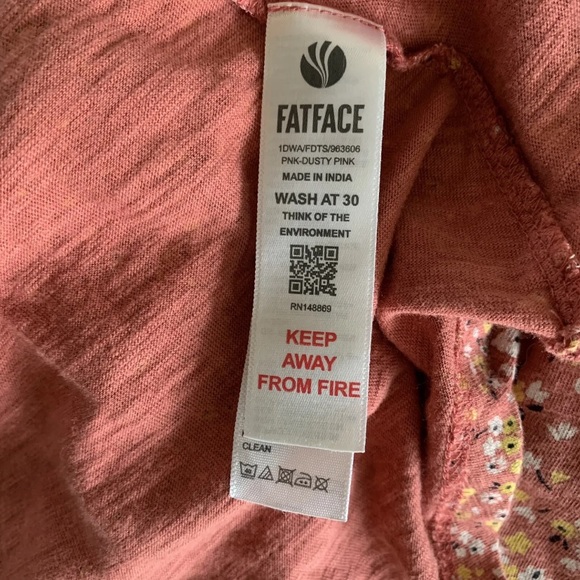 FATFACE
1DWA/FDTS/963606
PNK-DUSTY PINK
MADE IN INDIA
WASH AT 30
THINK OF THE
ENVIRONMENT
RN148869
KEEP
AWAY
FROM FIRE
CLEAN